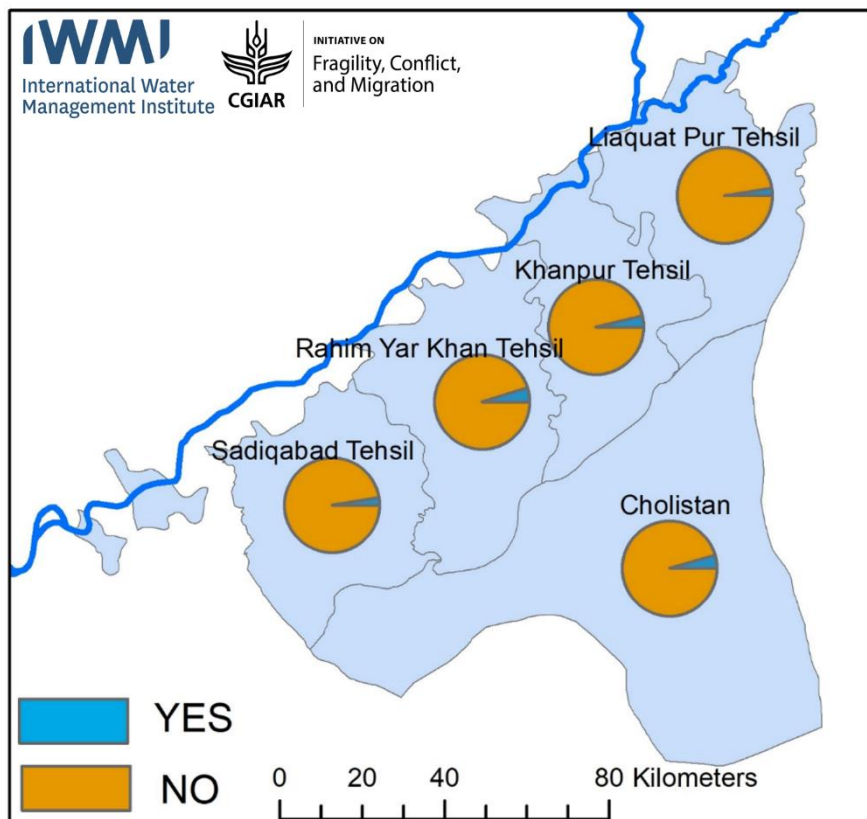 IWMI
International Water
Management Institute
CGIAR
INITIATIVE ON
Fragility, Conflict,
and Migration
Liaquat Pur Tehsil
Khanpur Tehsil
Rahim Yar Khan Tehsil
Sadiqabad Tehsil
Cholistan
YES
NO
0 20 40 80 Kilometers